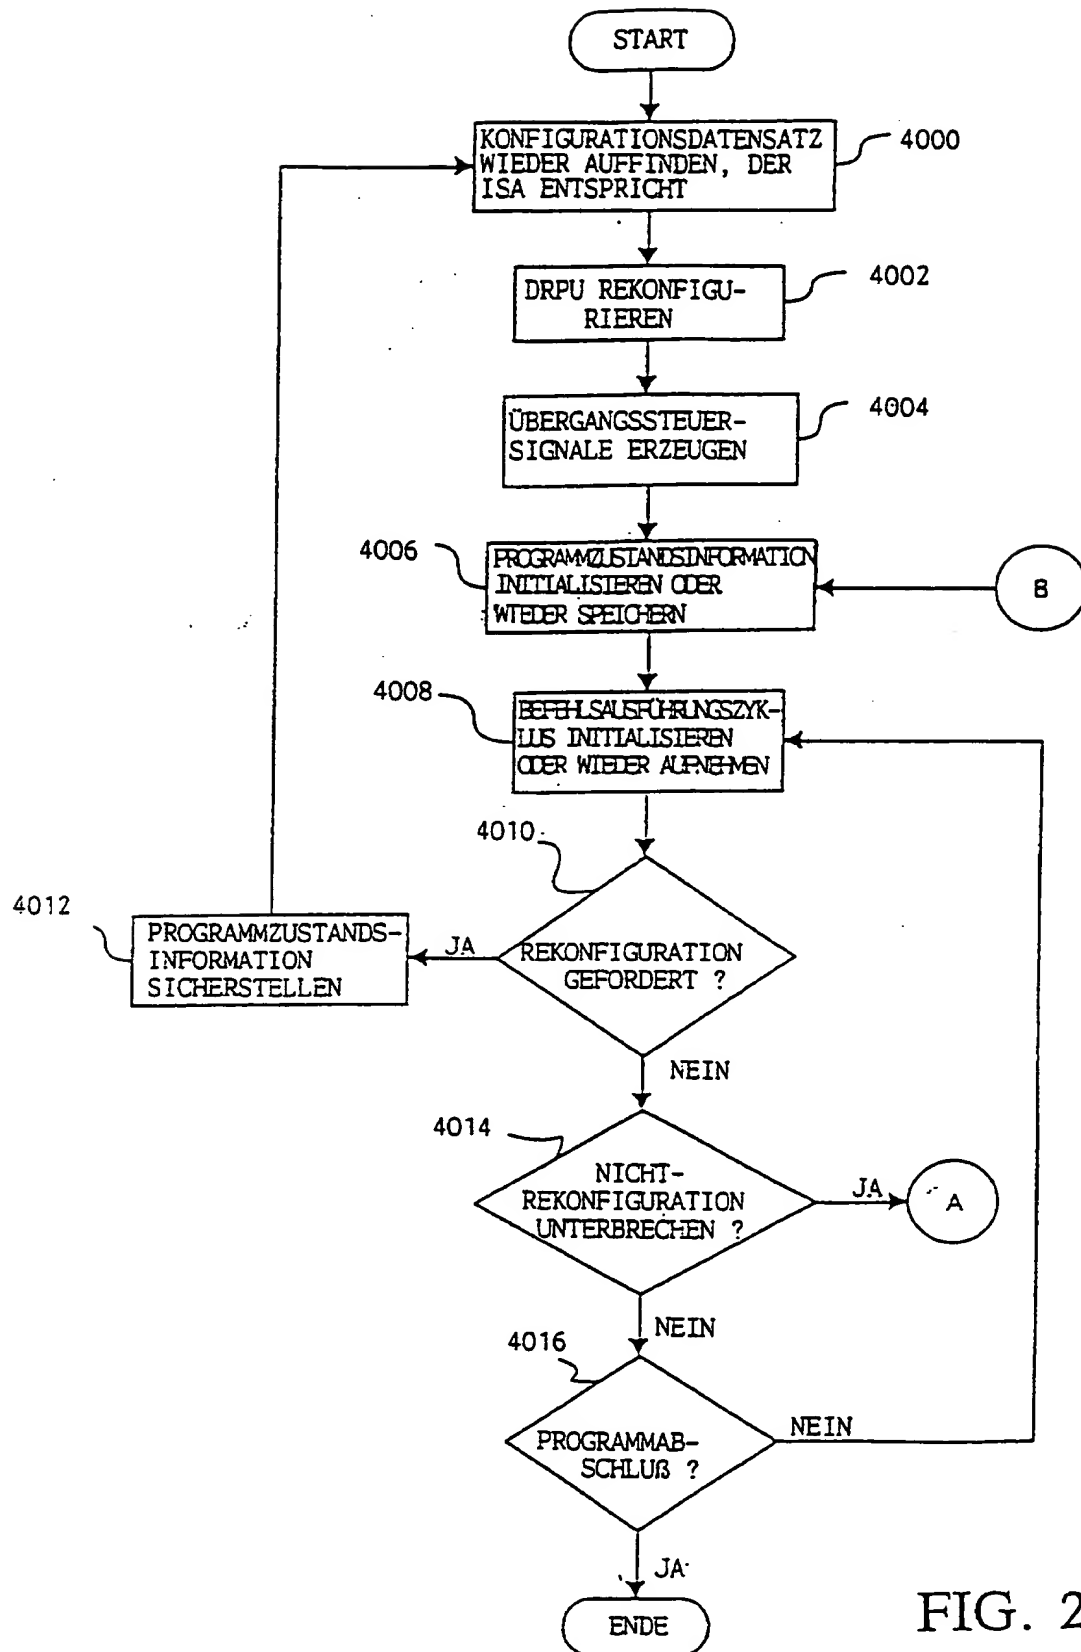 START
KONFIGURATIONSDATENSATZ
WIEDER AUFFINDEN, DER
ISA ENTSPRICHT
4000
DRPU REKONFIGU-
RIEREN
4002
ÜBERGANGSSTEUER-
SIGNALE ERZEUGEN
4004
4006
PROGRAMMZUSTANDSINFORMATION
INITIALISIEREN ODER
WIEDER SPEICHERN
B
4008
BEFEHLSAUSFÜHRUNGSZYK-
LUS INITIALISIEREN
ODER WIEDER AUFNEHMEN
4010
REKONFIGURATION
GEFORDERT ?
JA
4012
PROGRAMMZUSTANDS-
INFORMATION
SICHERSTELLEN
NEIN
4014
NICHT-
REKONFIGURATION
UNTERBRECHEN ?
JA
A
NEIN
4016
PROGRAMMAB-
SCHLUß ?
NEIN
JA
ENDE
FIG. 2